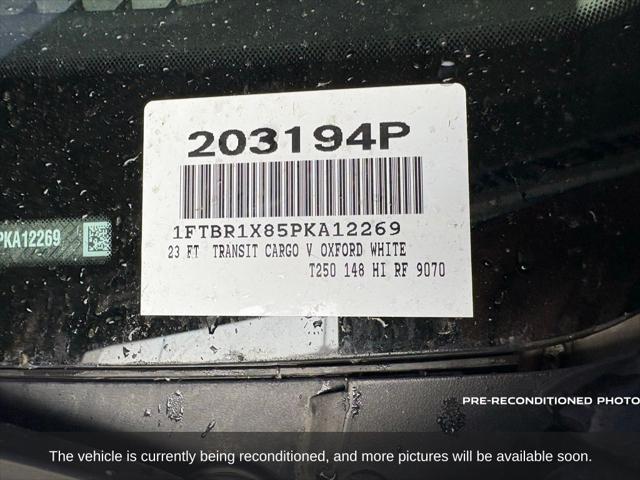 203194P
1FTBR1X85PKA12269
PKA12269
23 FT TRANSIT CARGO V OXFORD WHITE
T250 148 HI RF 9070
PRE-RECONDITIONED PHOTO
The vehicle is currently being reconditioned, and more pictures will be available soon.